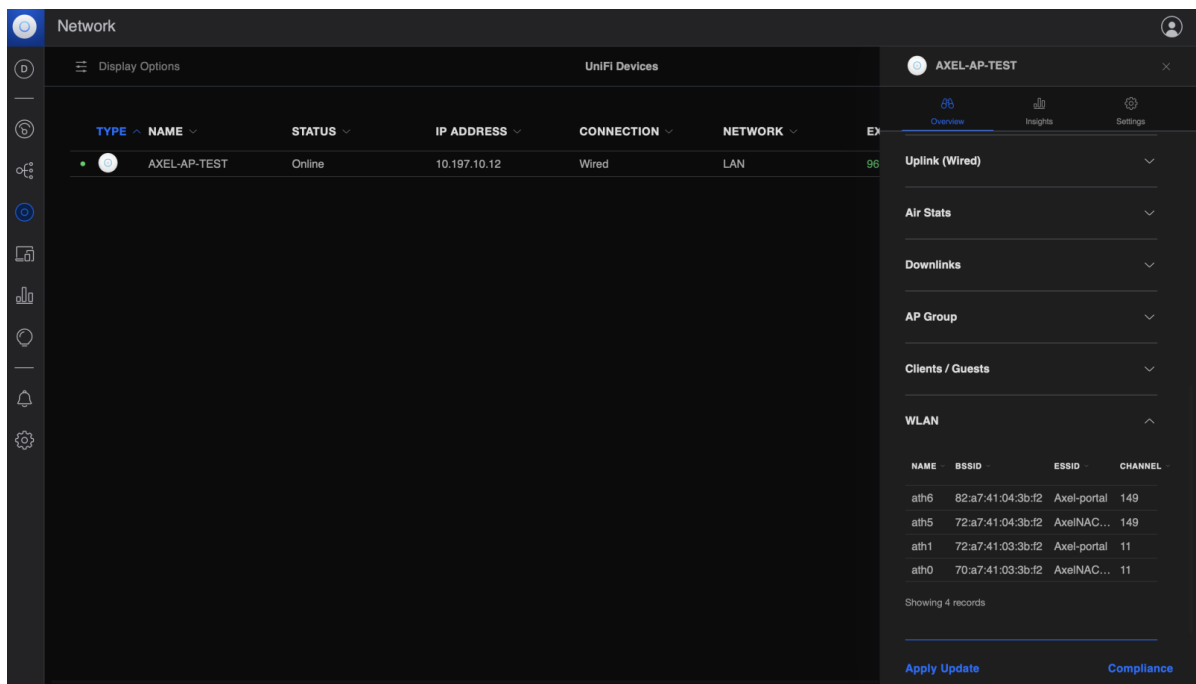 Network
D
Display Options
UniFi Devices
TYPE NAME STATUS IP ADDRESS CONNECTION NETWORK EX
AXEL-AP-TEST Online 10.197.10.12 Wired LAN 96
AXEL-AP-TEST
Overview Insights Settings
Uplink (Wired)
Air Stats
Downlinks
AP Group
Clients / Guests
WLAN
NAME BSSID ESSID CHANNEL
ath6 82:a7:41:04:3b:f2 Axel-portal 149
ath5 72:a7:41:04:3b:f2 AxelNAC... 149
ath1 72:a7:41:03:3b:f2 Axel-portal 11
ath0 70:a7:41:03:3b:f2 AxelNAC... 11
Showing 4 records
Apply Update Compliance